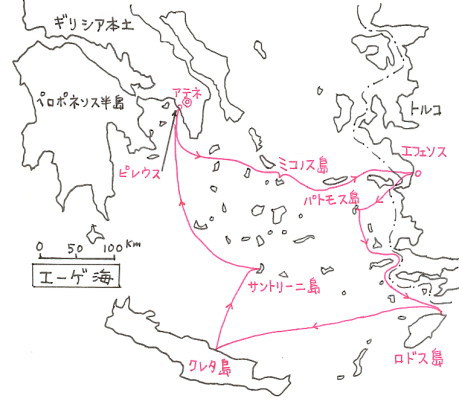 ギリシア本土
アテネ
ペロポネソス半島
トルコ
エフェソス
ミコノス島
ピレウス
パトモス島
0 50 100 Km
エーゲ海
サントリーニ島
ロドス島
クレタ島